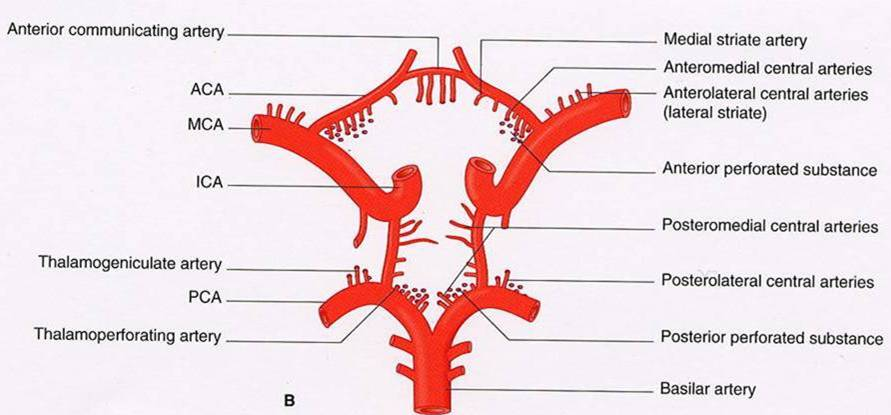 Anterior communicating artery
ACA
MCA
ICA
Thalamogeniculate artery
PCA
Thalamoperforating artery
Medial striate artery
Anteromedial central arteries
Anterolateral central arteries
(lateral striate)
Anterior perforated substance
Posteromedial central arteries
Posterolateral central arteries
Posterior perforated substance
Basilar artery
B